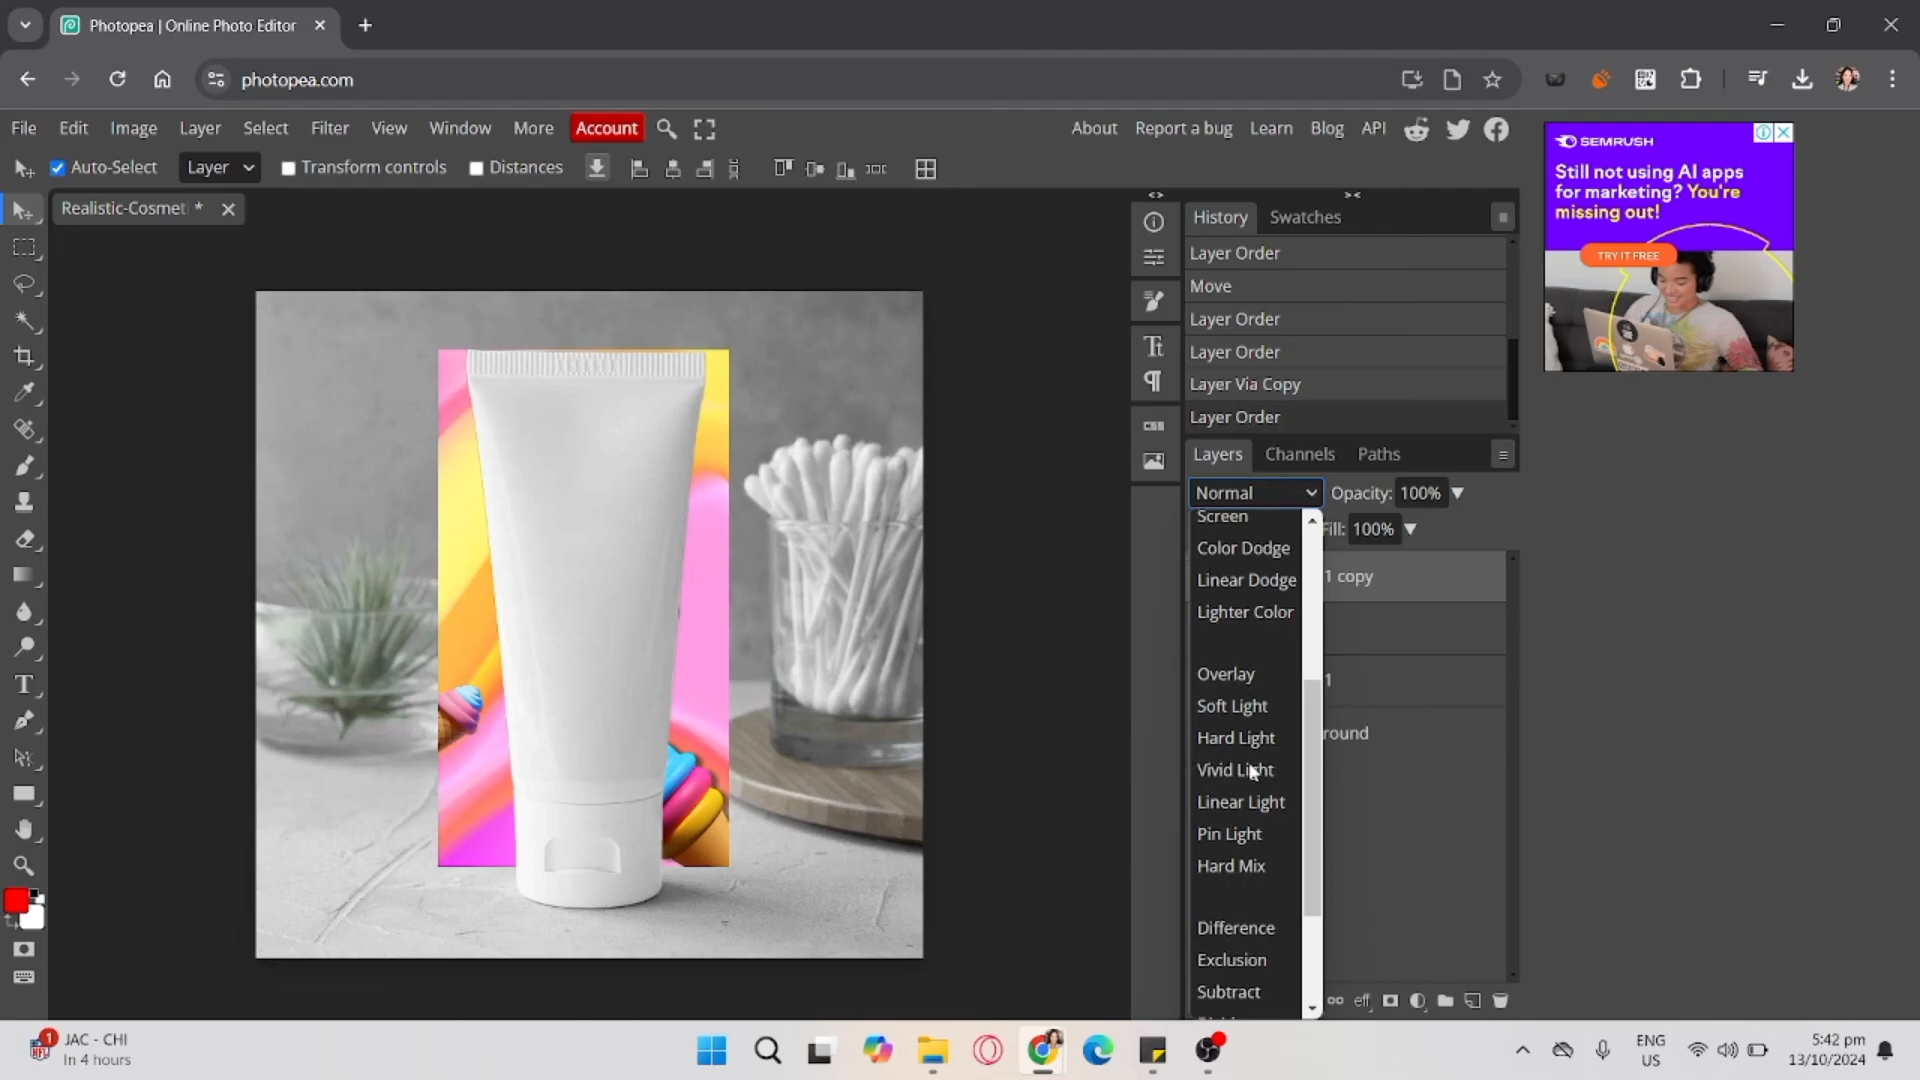 Photopea | Online Photo Editor
photopea.com
File Edit Image Layer Select Filter View Window More Account
About Report a bug Learn Blog API
Auto-Select Layer Transform controls Distances
Realistic-Cosmeti *
History Swatches
Layer Order
Move
Layer Order
Layer Order
Layer Via Copy
Layer Order
Layers Channels Paths
Normal Opacity: 100%
Fill: 100%
Screen
Color Dodge
Linear Dodge
Lighter Color
Overlay
Soft Light
Hard Light
Vivid Light
Linear Light
Pin Light
Hard Mix
Difference
Exclusion
Subtract
1 copy
1
round
eff
SEMRUSH
Still not using AI apps
for marketing? You're
missing out!
TRY IT FREE
1
JAC - CHI
In 4 hours
ENG
US
5:42 pm
13/10/2024